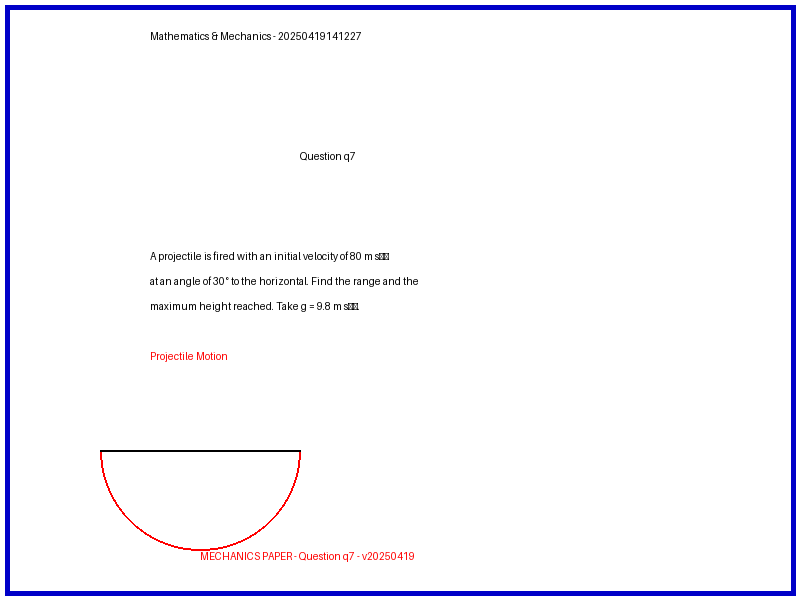 Mathematics & Mechanics - 20250419141227
Question q7
A projectile is fired with an initial velocity of 80 m s
at an angle of 30° to the horizontal. Find the range and the
maximum height reached. Take g = 9.8 m s
Projectile Motion
MECHANICS PAPER - Question q7 - v20250419